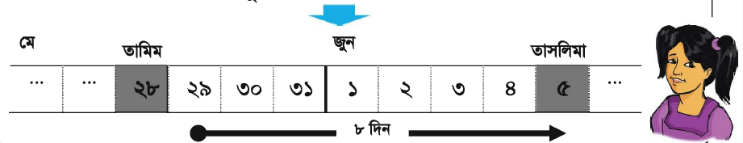 মে জুন
তামিম তাসলিমা
... ... ২৮ ২৯ ৩০ ৩১ ১ ২ ৩ ৪ ৫ ...
৮ দিন